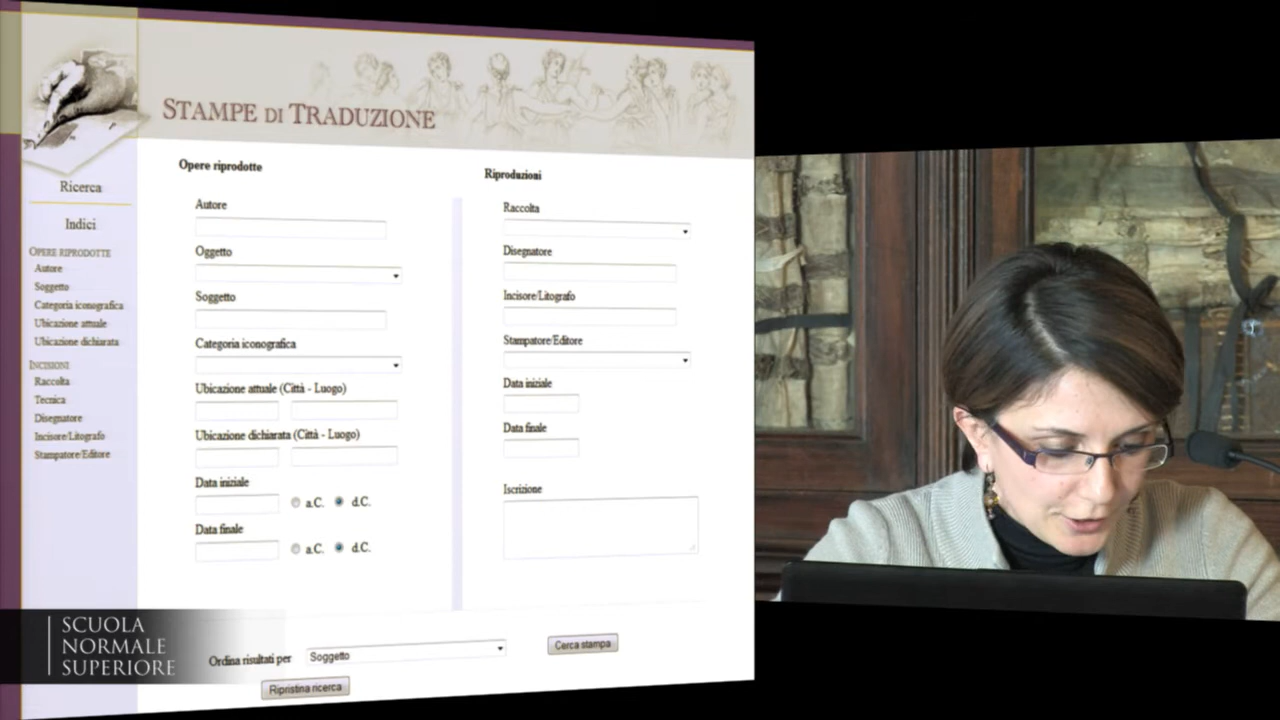 STAMPE DI TRADUZIONE
Ricerca
Indici
OPERE RIPRODOTTE
Autore
Soggetto
Categoria iconografica
Ubicazione attuale
Ubicazione dichiarata
INCISIONI
Raccolta
Tecnica
Disegnatore
Incisore/Litografo
Stampatore/Editore
Opere riprodotte
Autore
Oggetto
Soggetto
Categoria iconografica
Ubicazione attuale (Città - Luogo)
Ubicazione dichiarata (Città - Luogo)
Data iniziale
a.C. d.C.
Data finale
a.C. d.C.
Riproduzioni
Raccolta
Disegnatore
Incisore/Litografo
Stampatore/Editore
Data iniziale
Data finale
Iscrizione
Ordina risultati per Soggetto
Cerca stampa
Ripristina ricerca
SCUOLA
NORMALE
SUPERIORE